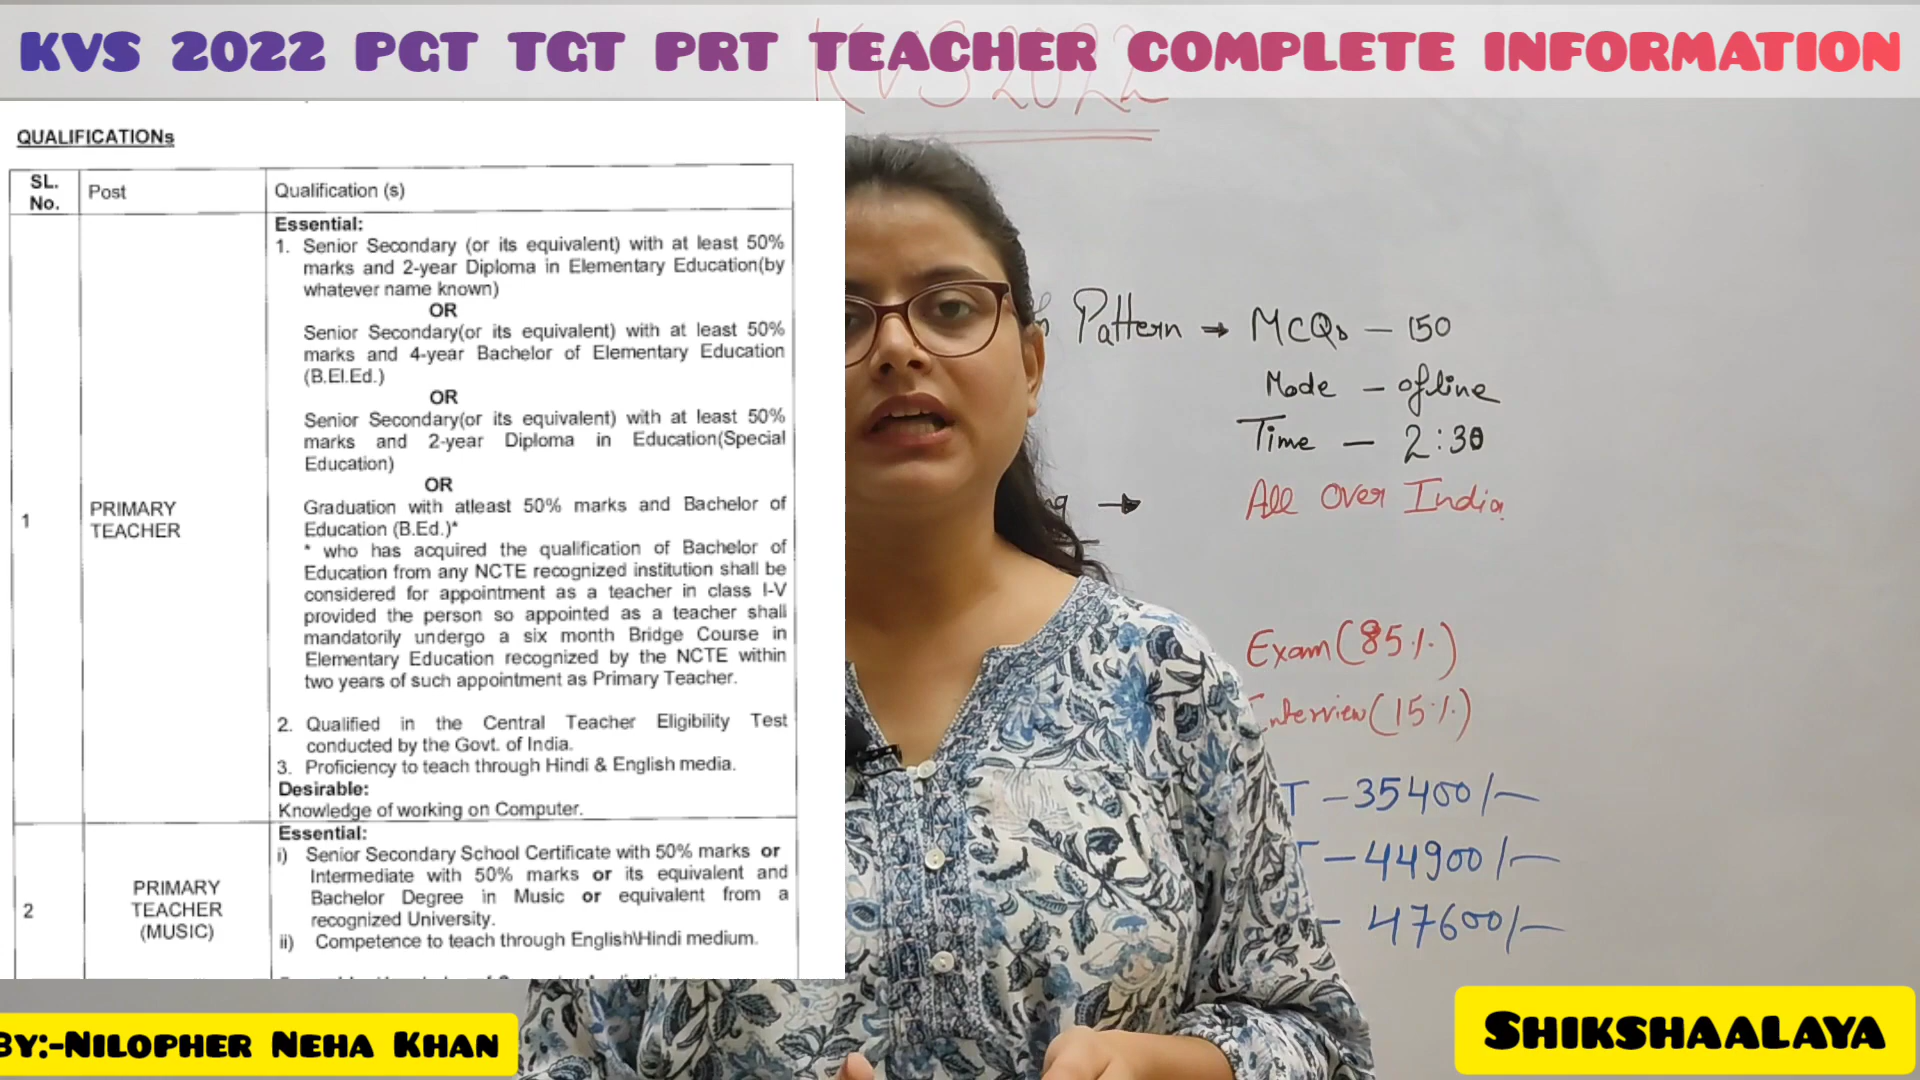 KVS 2022 PGT TGT PRT TEACHER COMPLETE INFORMATION
KVS 2022
QUALIFICATIONs
SL. No.
Post
Qualification (s)
1
PRIMARY
TEACHER
Essential:
1. Senior Secondary (or its equivalent) with at least 50%
marks and 2-year Diploma in Elementary Education(by
whatever name known)
OR
Senior Secondary(or its equivalent) with at least 50%
marks and 4-year Bachelor of Elementary Education
(B.El.Ed.)
OR
Senior Secondary(or its equivalent) with at least 50%
marks and 2-year Diploma in Education(Special
Education)
OR
Graduation with atleast 50% marks and Bachelor of
Education (B.Ed.)*
* who has acquired the qualification of Bachelor of
Education from any NCTE recognized institution shall be
considered for appointment as a teacher in class I-V
provided the person so appointed as a teacher shall
mandatorily undergo a six month Bridge Course in
Elementary Education recognized by the NCTE within
two years of such appointment as Primary Teacher.
2. Qualified in the Central Teacher Eligibility Test
conducted by the Govt. of India.
3. Proficiency to teach through Hindi & English media.
Desirable:
Knowledge of working on Computer.
2
PRIMARY
TEACHER
(MUSIC)
Essential:
i) Senior Secondary School Certificate with 50% marks or
Intermediate with 50% marks or its equivalent and
Bachelor Degree in Music or equivalent from a
recognized University.
ii) Competence to teach through English\Hindi medium.
Pattern → MCQs – 150
Mode – ofline
Time – 2:30
→ All Over India
Exam (85%)
Interview (15%)
T – 35400/-
T – 44900/-
– 47600/-
By:-Nilopher Neha Khan
Shikshaalaya